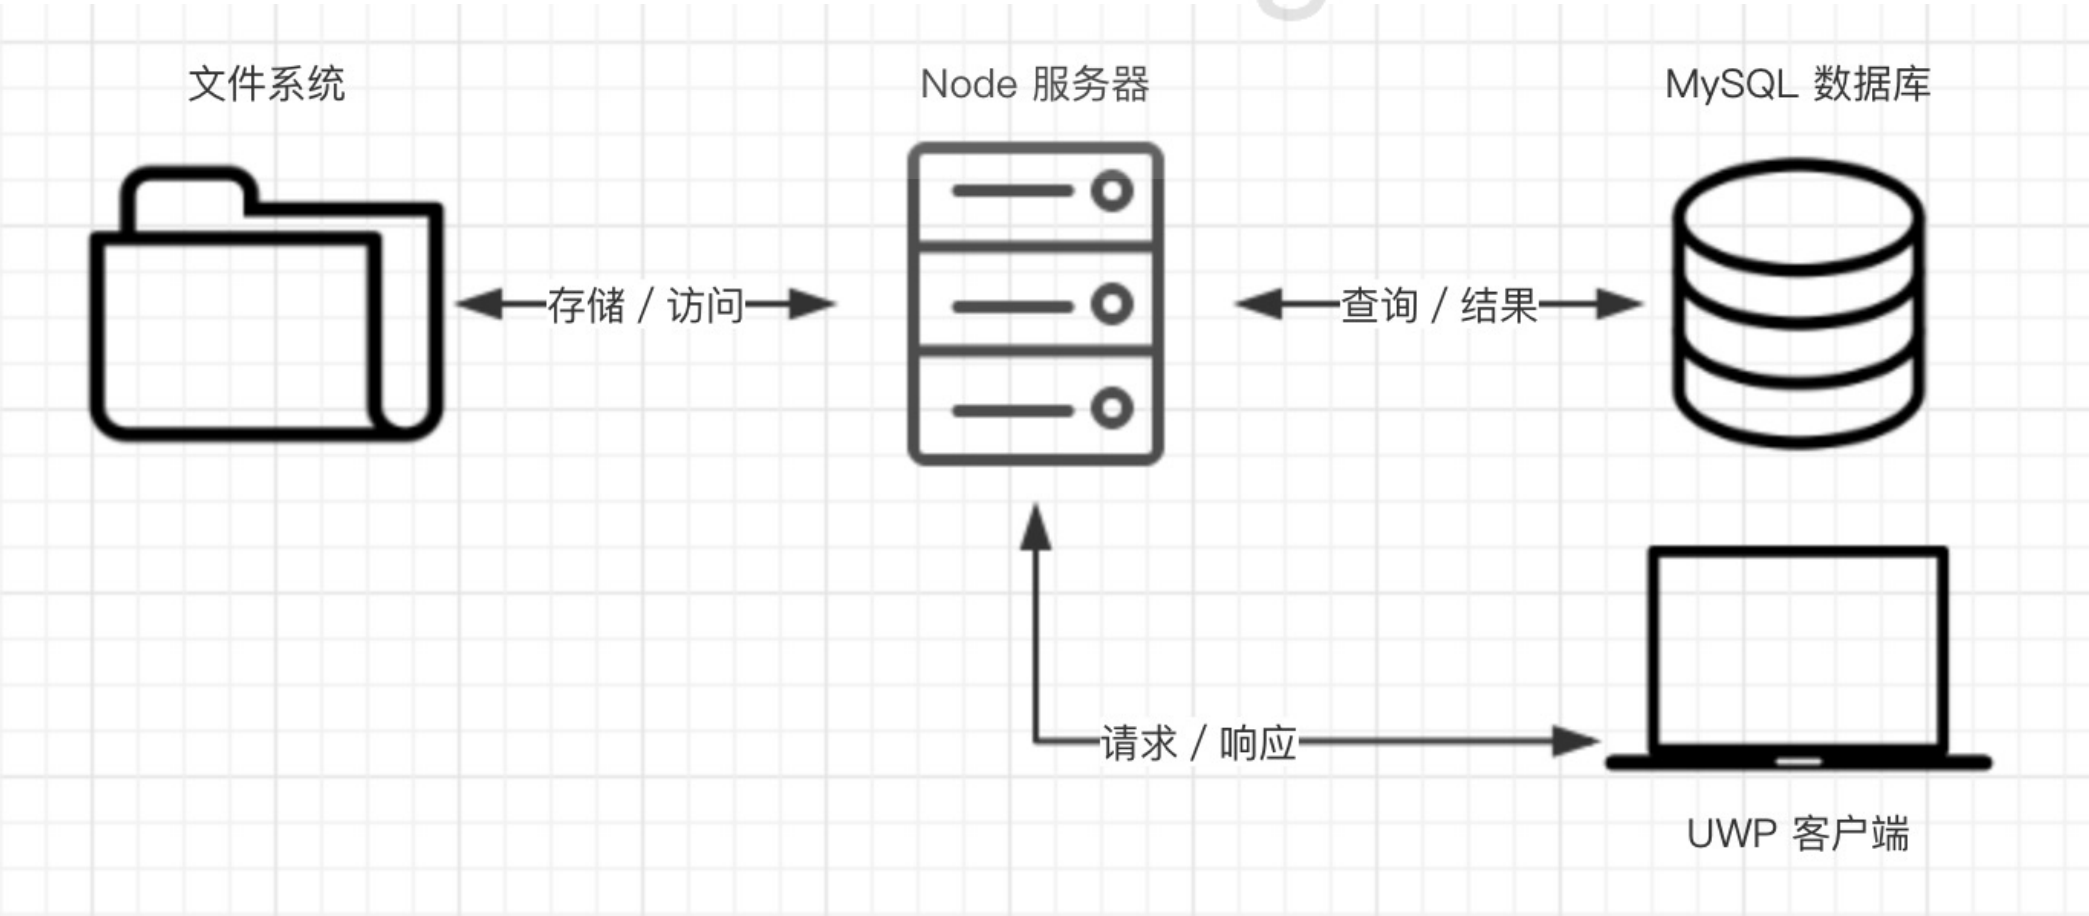 文件系统
Node 服务器
MySQL 数据库
存储 / 访问
查询 / 结果
请求 / 响应
UWP 客户端